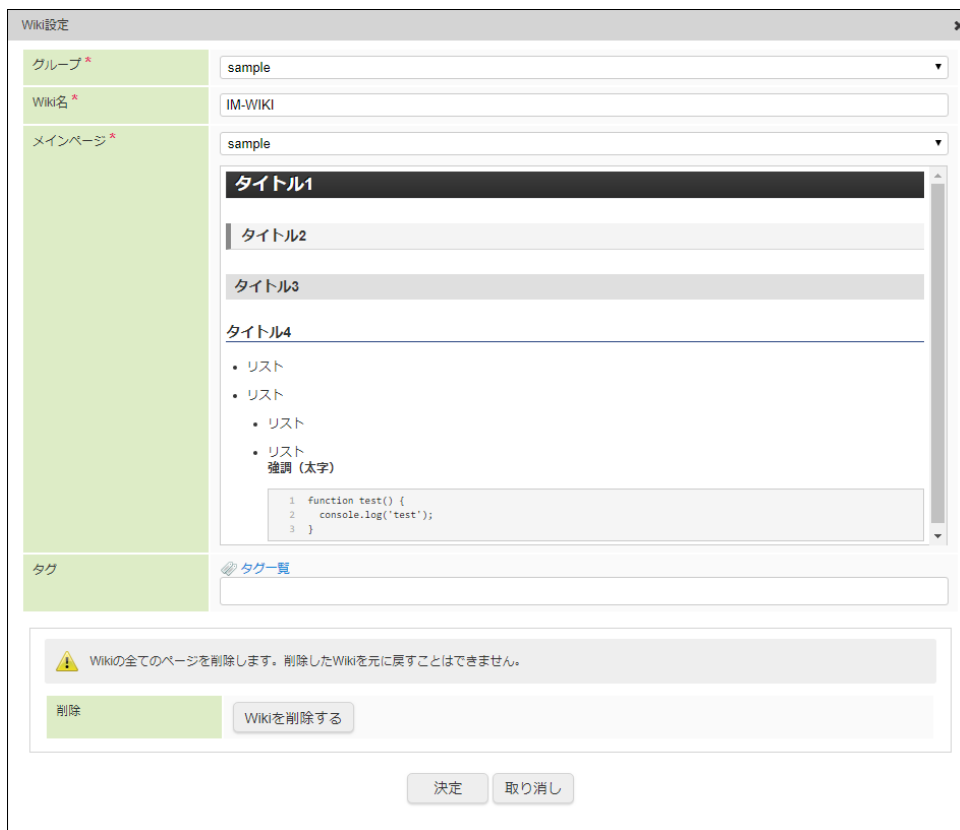 Wiki設定
グループ *
sample
Wiki名 *
IM-WIKI
メインページ *
sample
タイトル1
タイトル2
タイトル3
タイトル4
• リスト
• リスト
• リスト
• リスト
強調（太字）
1 function test() {
2 console.log('test');
3 }
タグ
タグ一覧
Wikiの全てのページを削除します。削除したWikiを元に戻すことはできません。
削除
Wikiを削除する
決定
取り消し